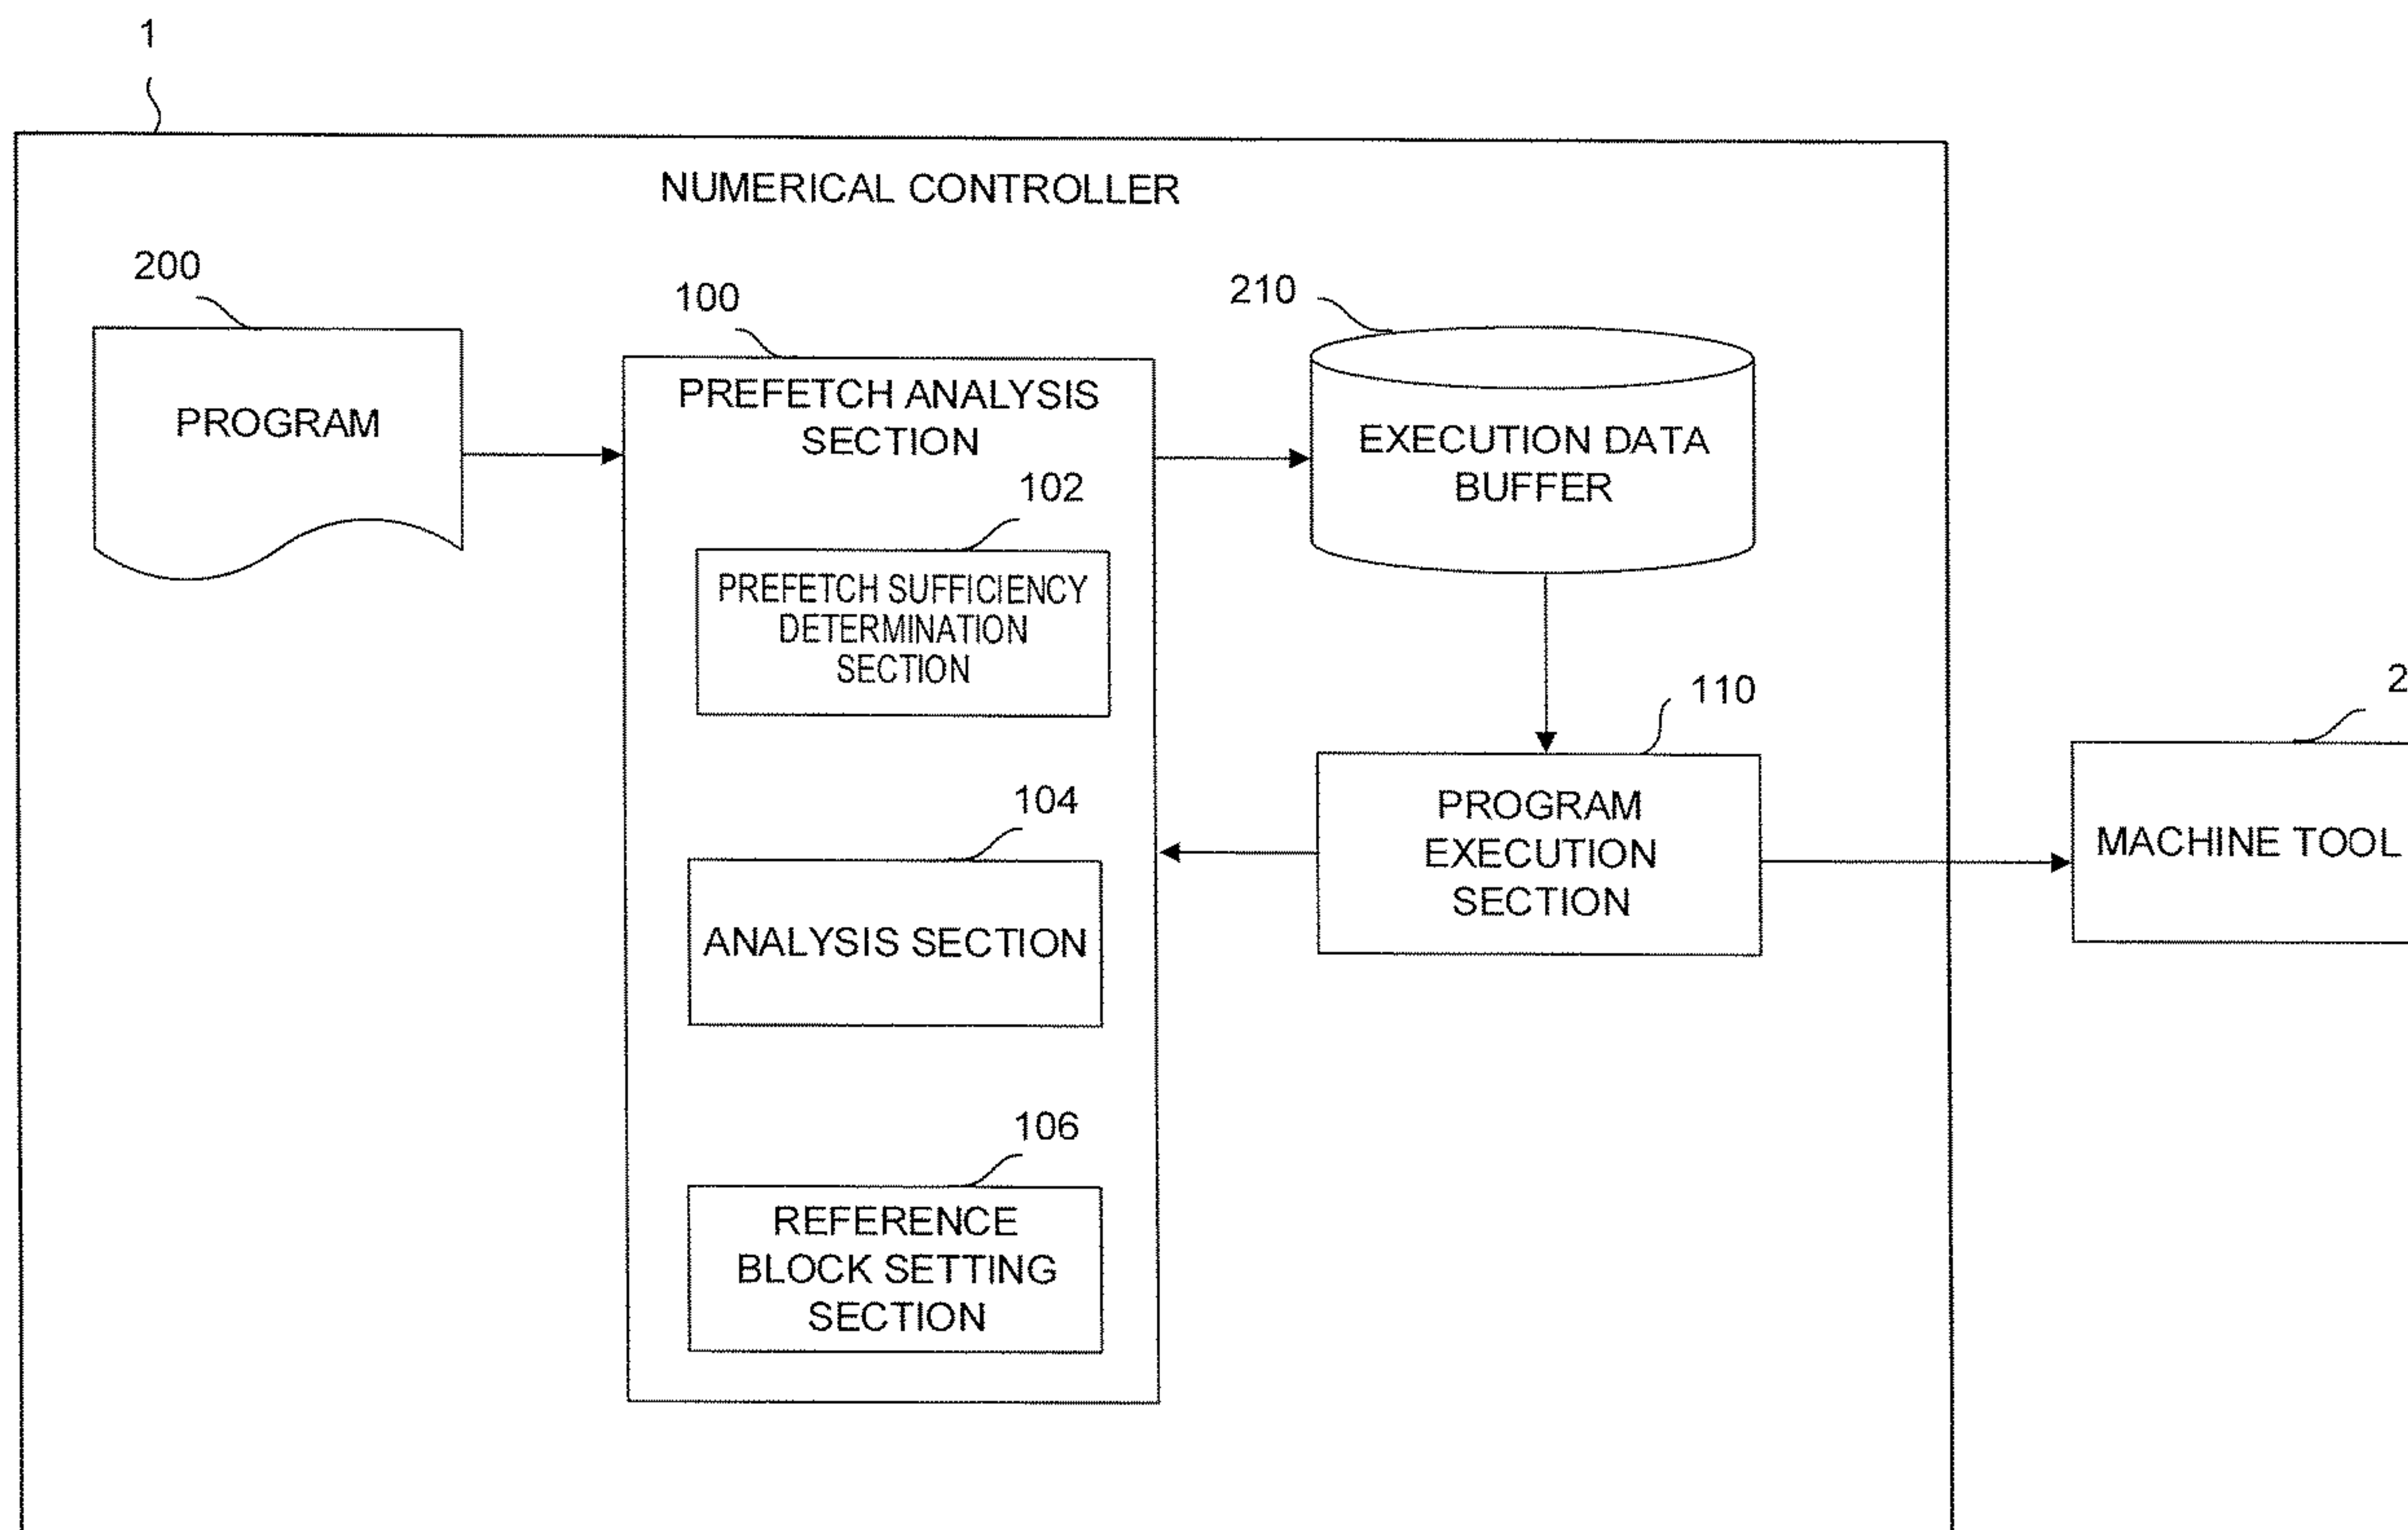 1
NUMERICAL CONTROLLER
200
PROGRAM
100
PREFETCH ANALYSIS
SECTION
102
PREFETCH SUFFICIENCY
DETERMINATION
SECTION
104
ANALYSIS SECTION
106
REFERENCE
BLOCK SETTING
SECTION
210
EXECUTION DATA
BUFFER
110
PROGRAM
EXECUTION
SECTION
2
MACHINE TOOL